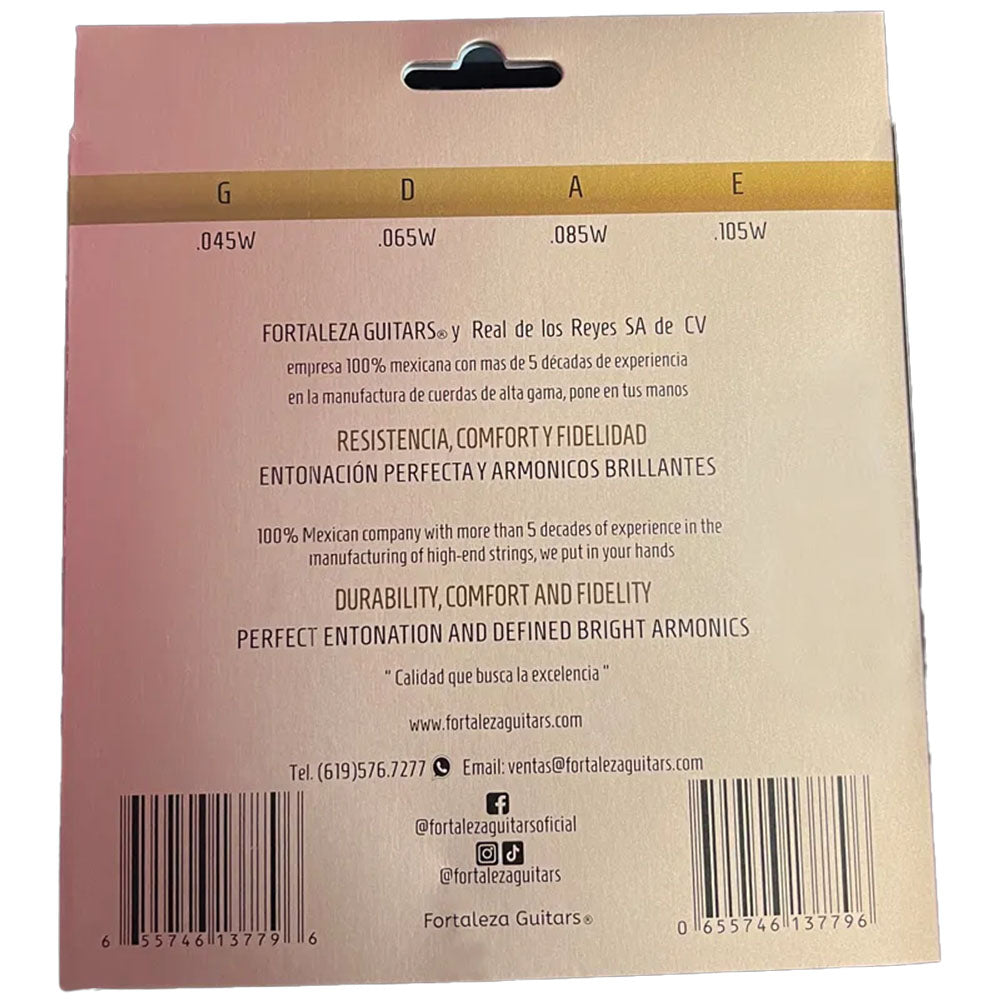 G D A E
.045W .065W .085W .105W
FORTALEZA GUITARS® y Real de los Reyes SA de CV
empresa 100% mexicana con mas de 5 décadas de experiencia
en la manufactura de cuerdas de alta gama, pone en tus manos
RESISTENCIA, COMFORT Y FIDELIDAD
ENTONACIÓN PERFECTA Y ARMONICOS BRILLANTES
100% Mexican company with more than 5 decades of experience in the
manufacturing of high-end strings, we put in your hands
DURABILITY, COMFORT AND FIDELITY
PERFECT ENTONATION AND DEFINED BRIGHT ARMONICS
" Calidad que busca la excelencia "
www.fortalezaguitars.com
Tel. (619)576.7277 Email: ventas@fortalezaguitars.com
@fortalezaguitarsoficial
@fortalezaguitars
Fortaleza Guitars®
6 55746 13779 6
0 655746 137796